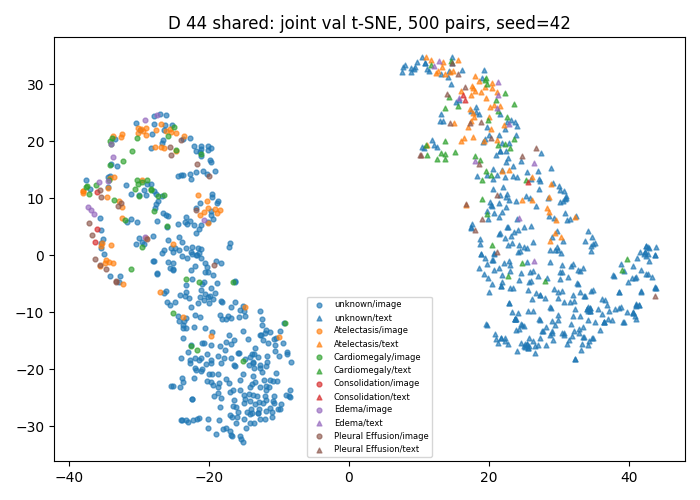 D 44 shared: joint val t-SNE, 500 pairs, seed=42
30
20
10
0
−10
−20
−30
−40
−20
0
20
40
unknown/image
unknown/text
Atelectasis/image
Atelectasis/text
Cardiomegaly/image
Cardiomegaly/text
Consolidation/image
Consolidation/text
Edema/image
Edema/text
Pleural Effusion/image
Pleural Effusion/text